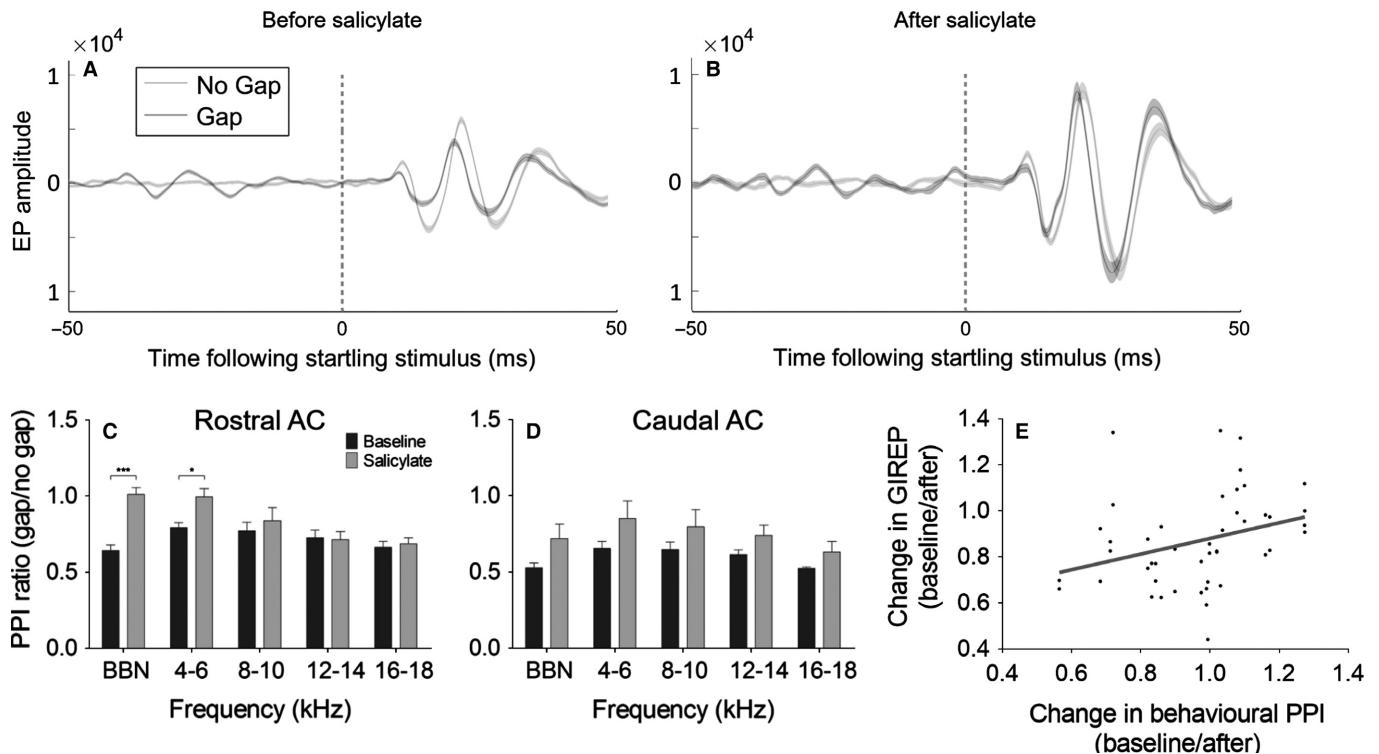 Before salicylate
After salicylate
×10⁴
A
1
0
1
EP amplitude
No Gap
Gap
−50
0
50
Time following startling stimulus (ms)
×10⁴
B
1
0
1
−50
0
50
Time following startling stimulus (ms)
PPI ratio (gap/no gap)
1.5
1.0
0.5
0.0
C
Rostral AC
Baseline
Salicylate
***
*
BBN
4-6
8-10
12-14
16-18
Frequency (kHz)
1.5
1.0
0.5
0.0
D
Caudal AC
BBN
4-6
8-10
12-14
16-18
Frequency (kHz)
Change in GIREP
(baseline/after)
1.4
1.2
1.0
0.8
0.6
0.4
E
0.4
0.6
0.8
1.0
1.2
1.4
Change in behavioural PPI
(baseline/after)